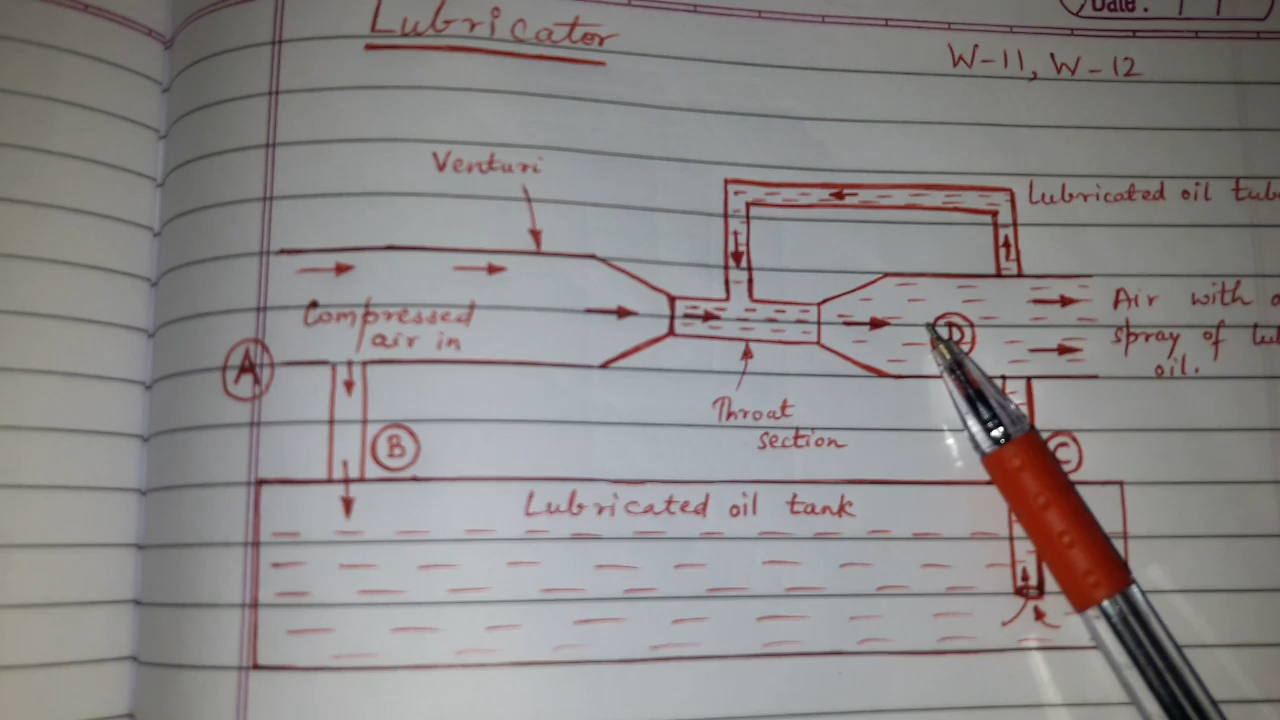 Date :
Lubricator
W-11, W-12
Venturi
Lubricated oil
Compressed
air in
Air with
spray of
oil.
A
D
Throat
section
B
C
Lubricated oil tank